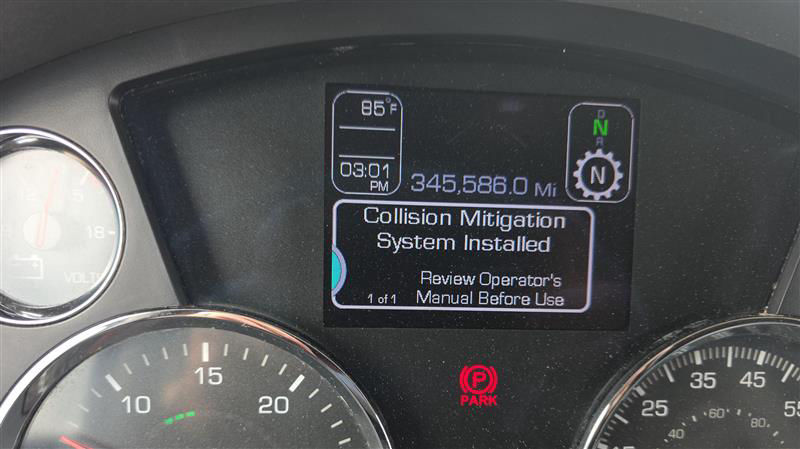 85°F
03:01
PM
345,586.0 Mi
D
N
R
N
Collision Mitigation
System Installed
Review Operator's
1 of 1 Manual Before Use
P
PARK
18
VOLTS
10
15
20
25
35
45
55
40
60
80